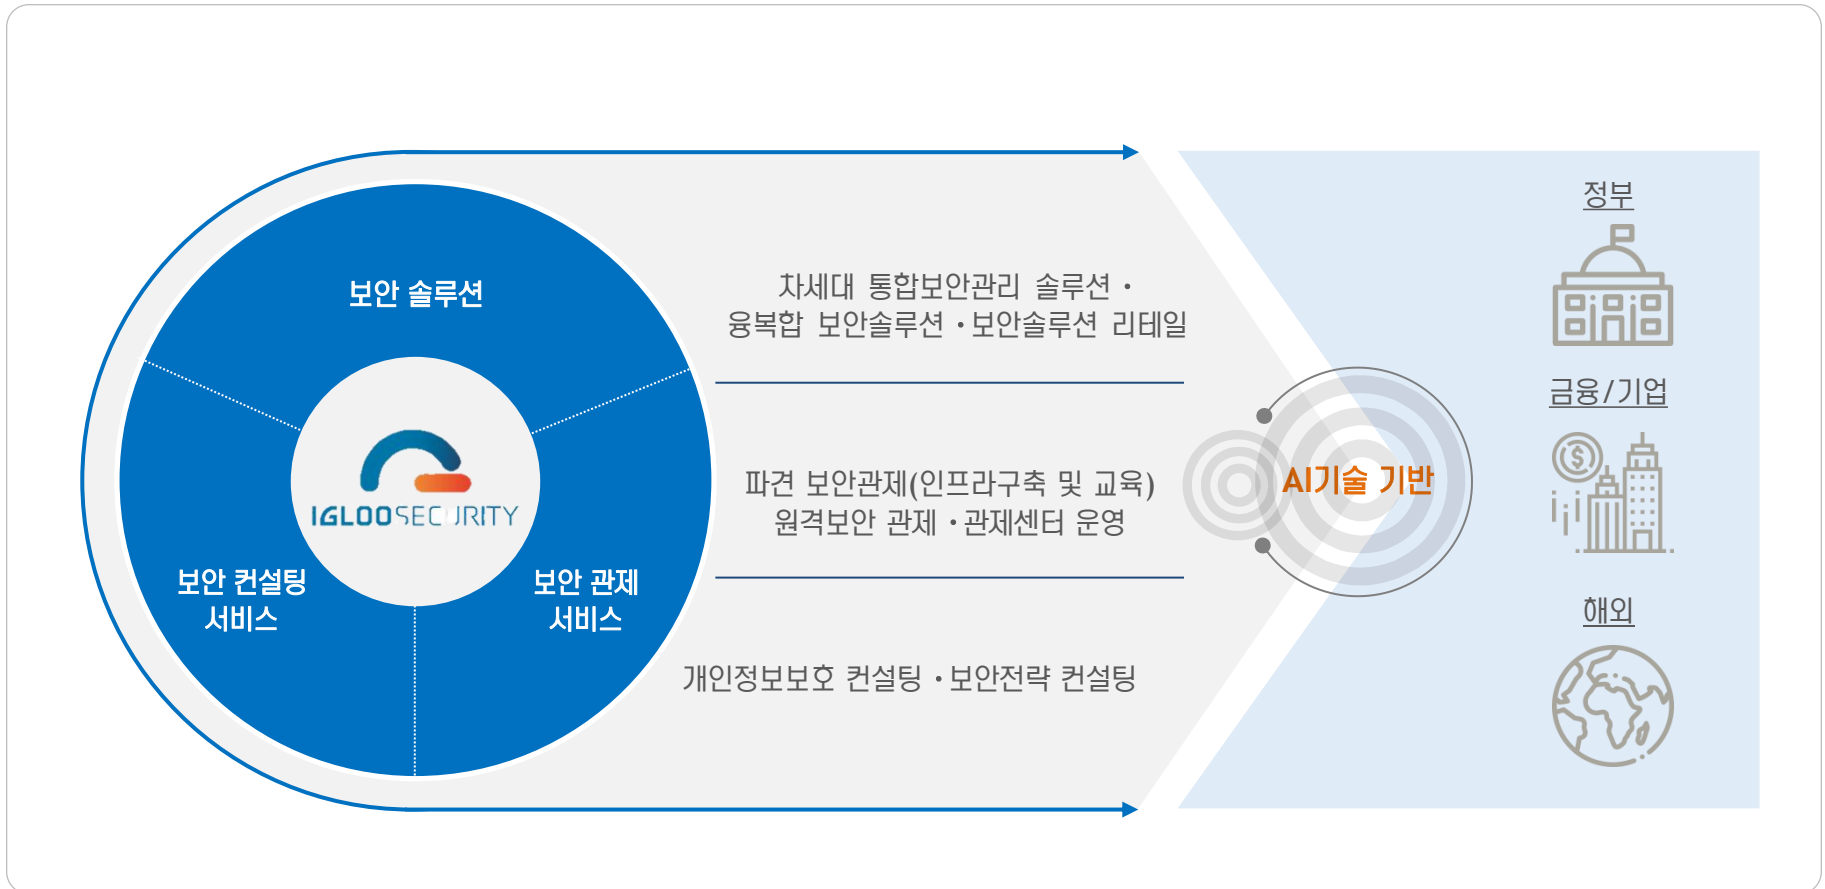 보안 솔루션
보안 컨설팅
서비스
보안 관제
서비스
IGLOOSECURITY
차세대 통합보안관리 솔루션 •
융복합 보안솔루션 • 보안솔루션 리테일
파견 보안관제(인프라구축 및 교육)
원격보안 관제 • 관제센터 운영
개인정보보호 컨설팅 • 보안전략 컨설팅
AI기술 기반
정부
금융/기업
해외